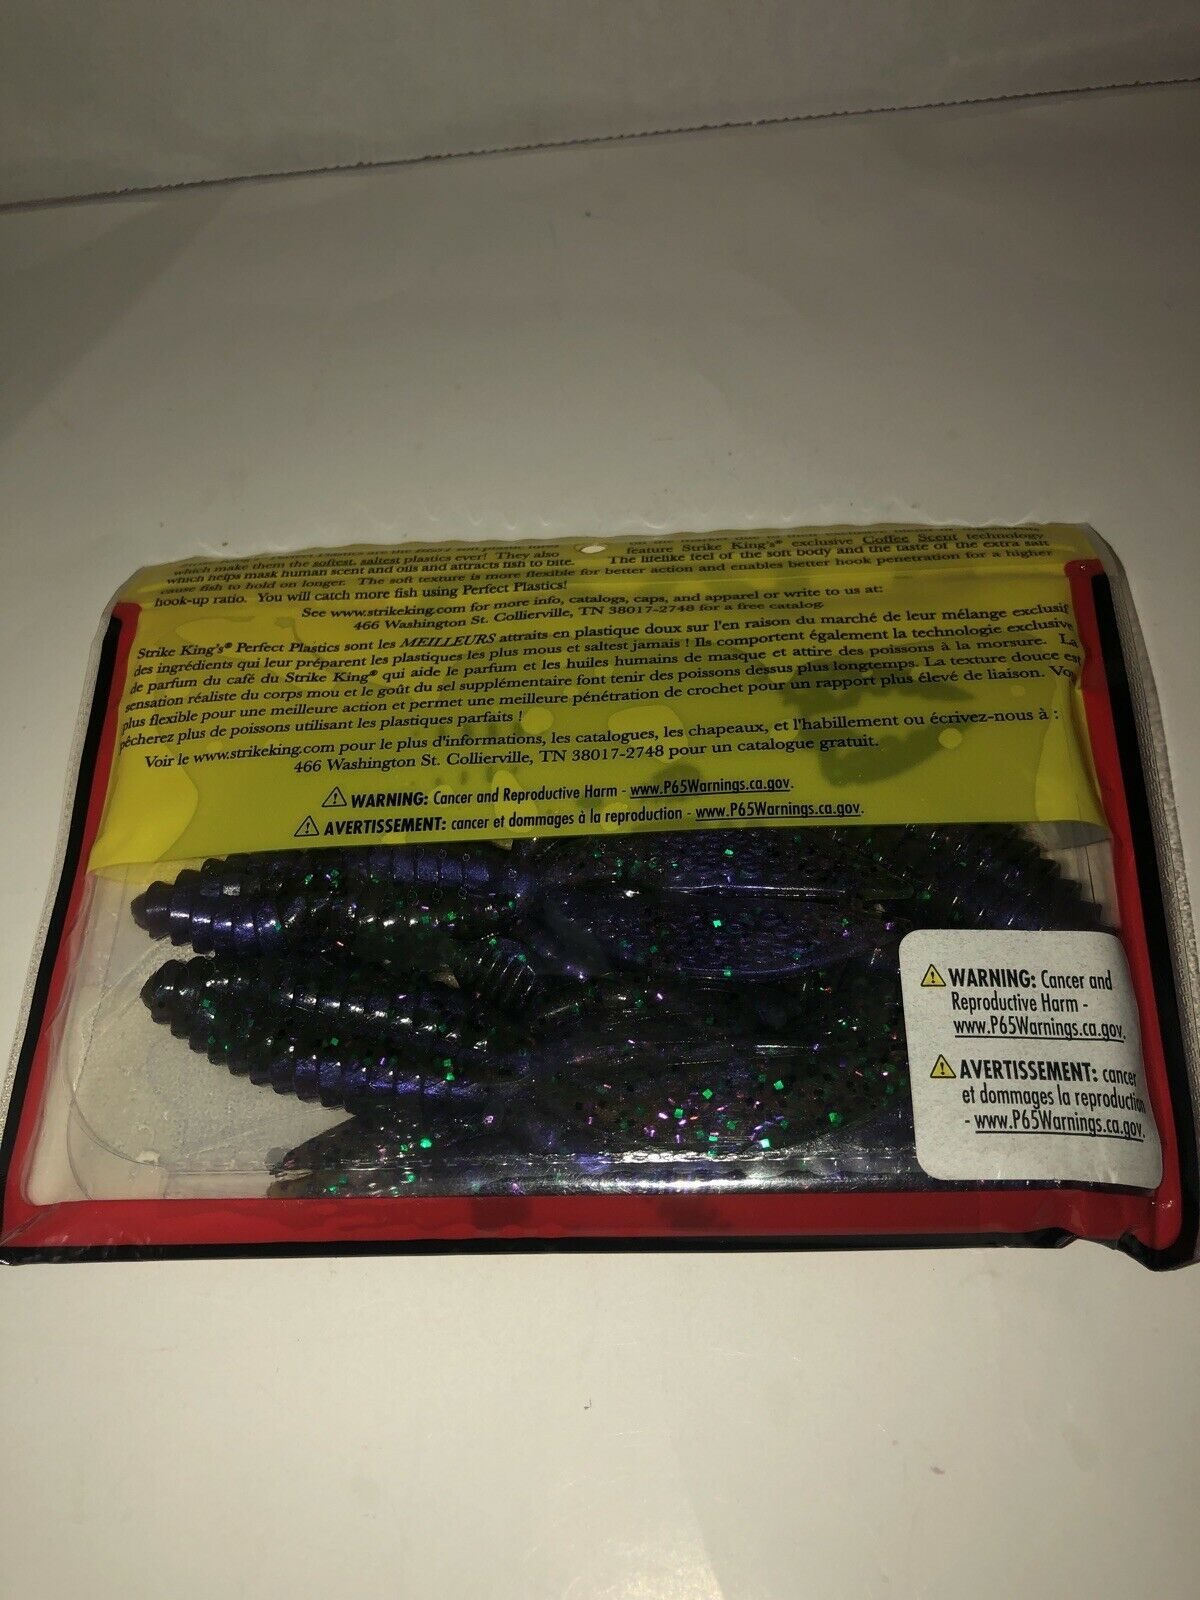 Perfect Plastics are the
which make them the softest, saltest plastics ever! They also feature Strike King's® exclusive Coffee Scent technology
which helps mask human scent and oils and attracts fish to bite. The lifelike feel of the soft body and the taste of the extra salt
cause fish to hold on longer. The soft texture is more flexible for better action and enables better hook penetration for a higher
hook-up ratio. You will catch more fish using Perfect Plastics!
See www.strikeking.com for more info, catalogs, caps, and apparel or write to us at:
466 Washington St. Collierville, TN 38017-2748 for a free catalog.
Strike King's® Perfect Plastics sont les MEILLEURS attraits en plastique doux sur l'en raison du marché de leur mélange exclusif
des ingrédients qui leur préparent les plastiques les plus mous et saltest jamais ! Ils comportent également la technologie exclusive
de parfum du café du Strike King® qui aide le parfum et les huiles humains de masque et attire des poissons à la morsure. La
sensation réaliste du corps mou et le goût du sel supplémentaire font tenir des poissons dessus plus longtemps. La texture douce est
plus flexible pour une meilleure action et permet une meilleure pénétration de crochet pour un rapport plus élevé de liaison. Vou
pêcherez plus de poissons utilisant les plastiques parfaits !
Voir le www.strikeking.com pour le plus d'informations, les catalogues, les chapeaux, et l'habillement ou écrivez-nous à :
466 Washington St. Collierville, TN 38017-2748 pour un catalogue gratuit.
WARNING: Cancer and Reproductive Harm - www.P65Warnings.ca.gov.
AVERTISSEMENT: cancer et dommages à la reproduction - www.P65Warnings.ca.gov.
WARNING: Cancer and
Reproductive Harm -
www.P65Warnings.ca.gov.
AVERTISSEMENT: cancer
et dommages la reproduction
- www.P65Warnings.ca.gov.